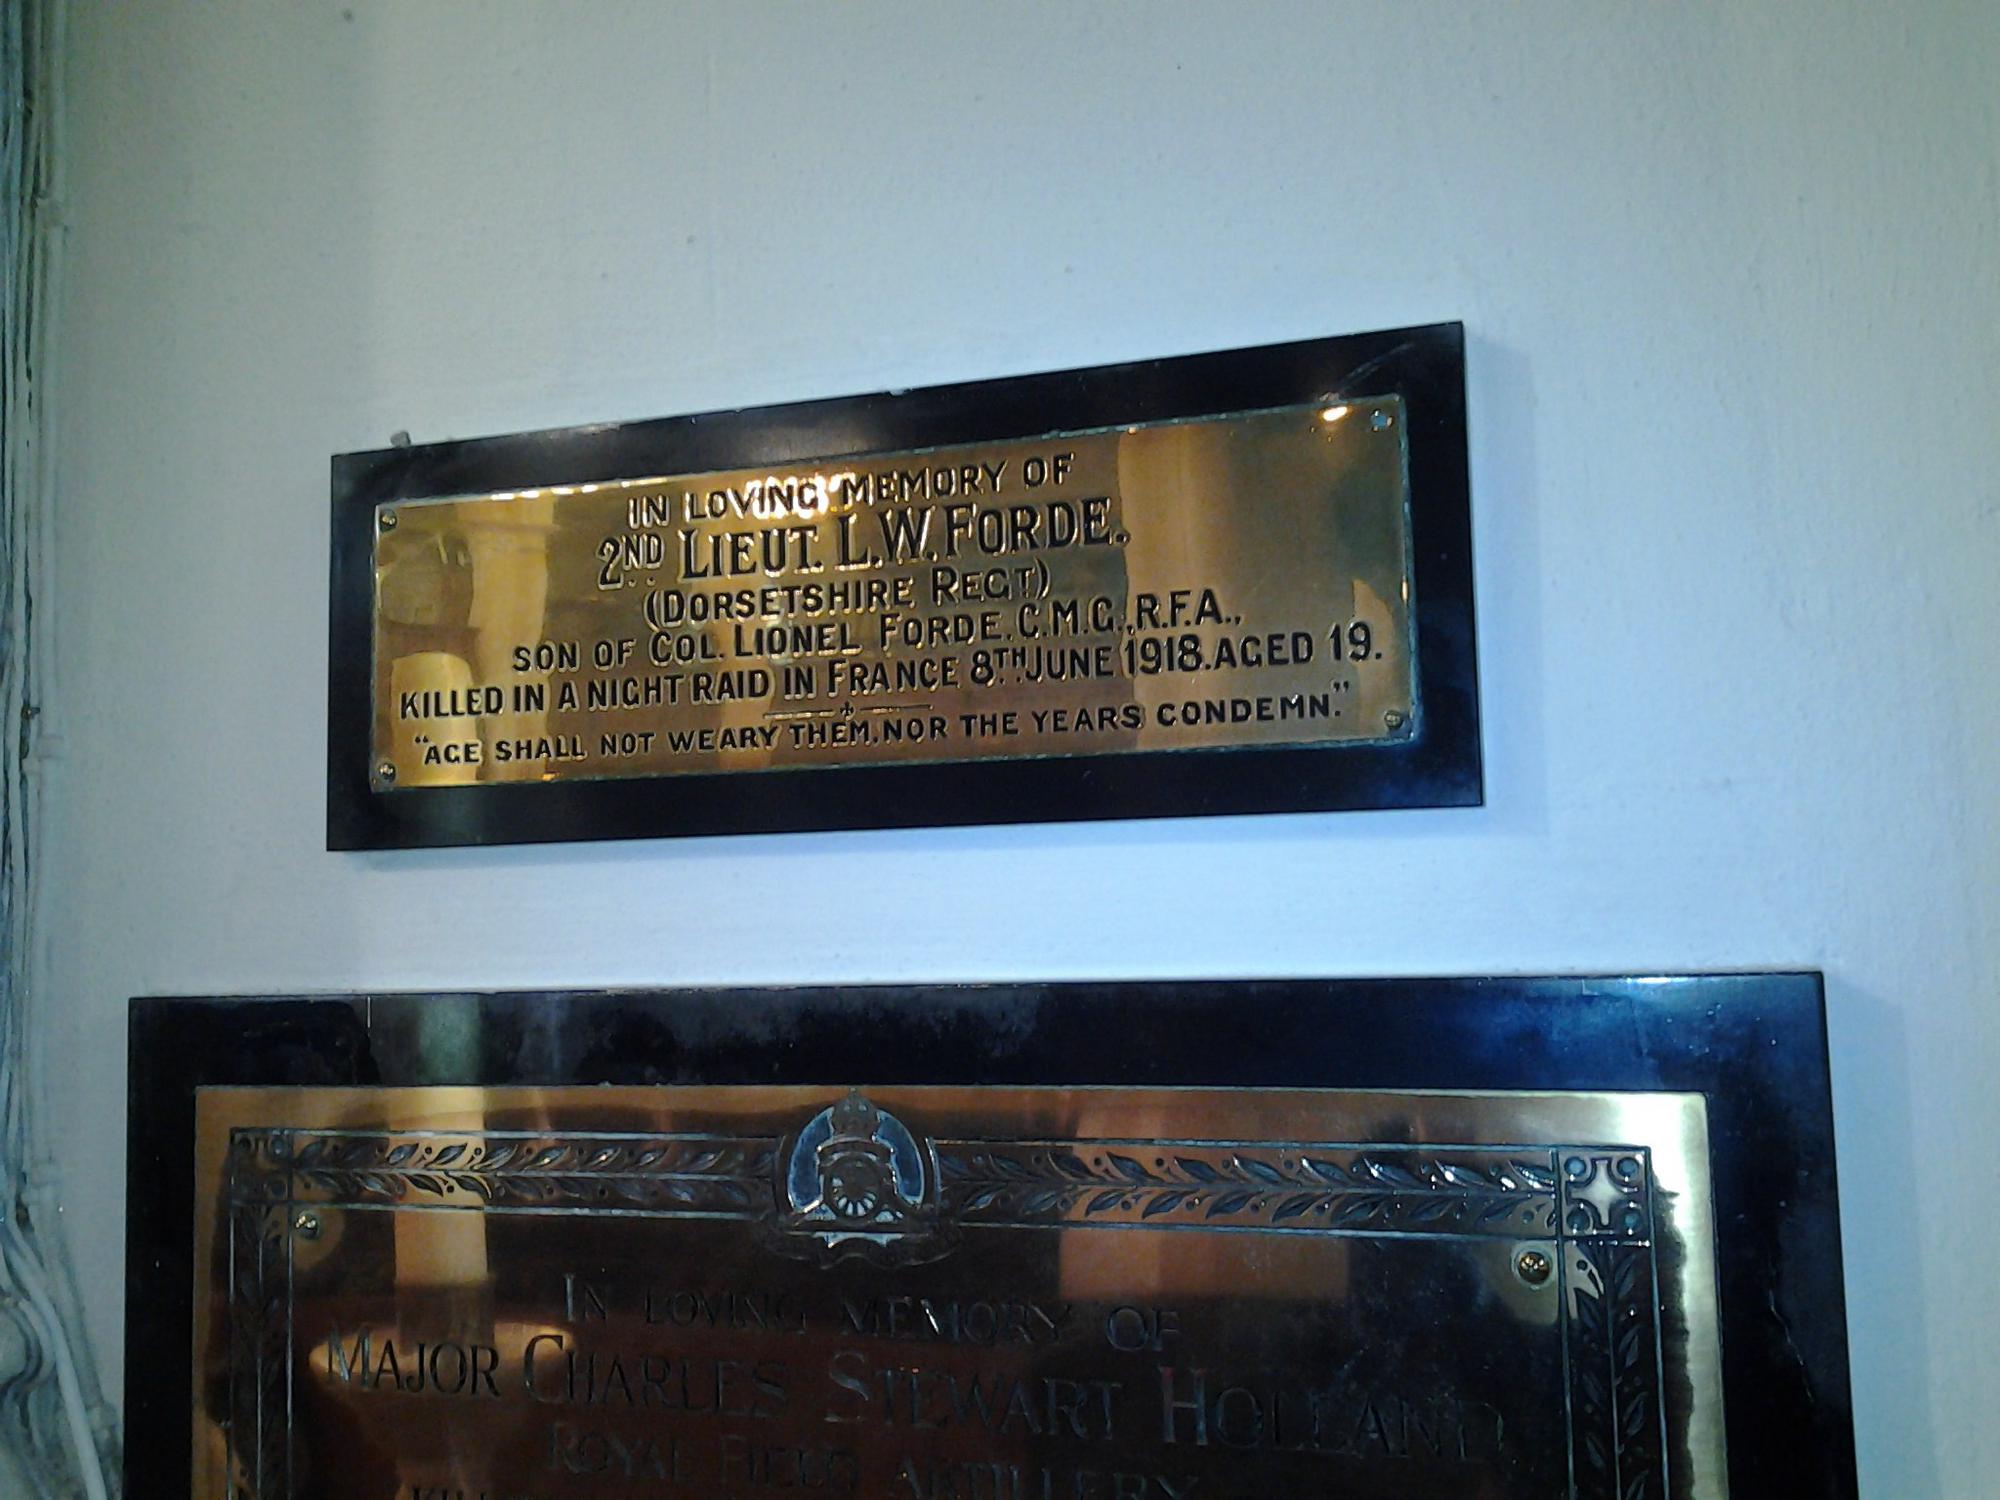 IN LOVING MEMORY OF
2ND LIEUT. L.W. FORDE.
(DORSETSHIRE REGT)
SON OF COL. LIONEL FORDE, C.M.G., R.F.A.,
KILLED IN A NIGHT RAID IN FRANCE 8TH JUNE 1918. AGED 19.
"AGE SHALL NOT WEARY THEM, NOR THE YEARS CONDEMN."
IN LOVING MEMORY OF
MAJOR CHARLES STEWART HOLLAND
ROYAL FIELD ARTILLERY